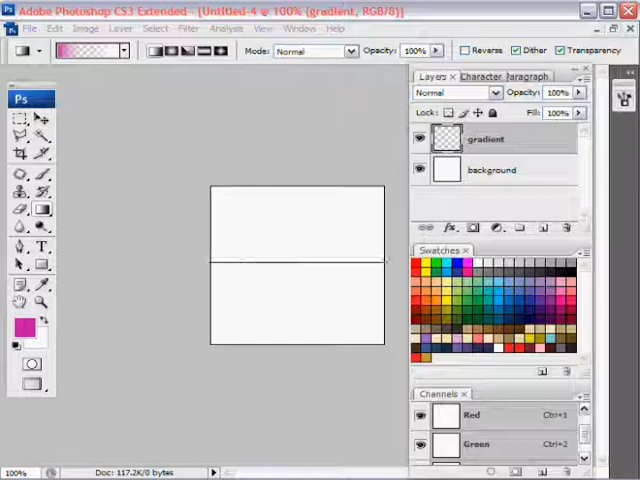 Ps Adobe Photoshop CS3 Extended - [Untitled-4 @ 100% (gradient, RGB/8)]
File Edit Image Layer Select Filter Analysis View Window Help
Mode: Normal Opacity: 100% Reverse Dither Transparency
Layers x Character Paragraph
Normal Opacity: 100%
Lock: Fill: 100%
gradient
background
fx
Swatches x
Channels x
Red Ctrl+1
Green Ctrl+2
Ps
T
100% Doc: 117.2K/0 bytes